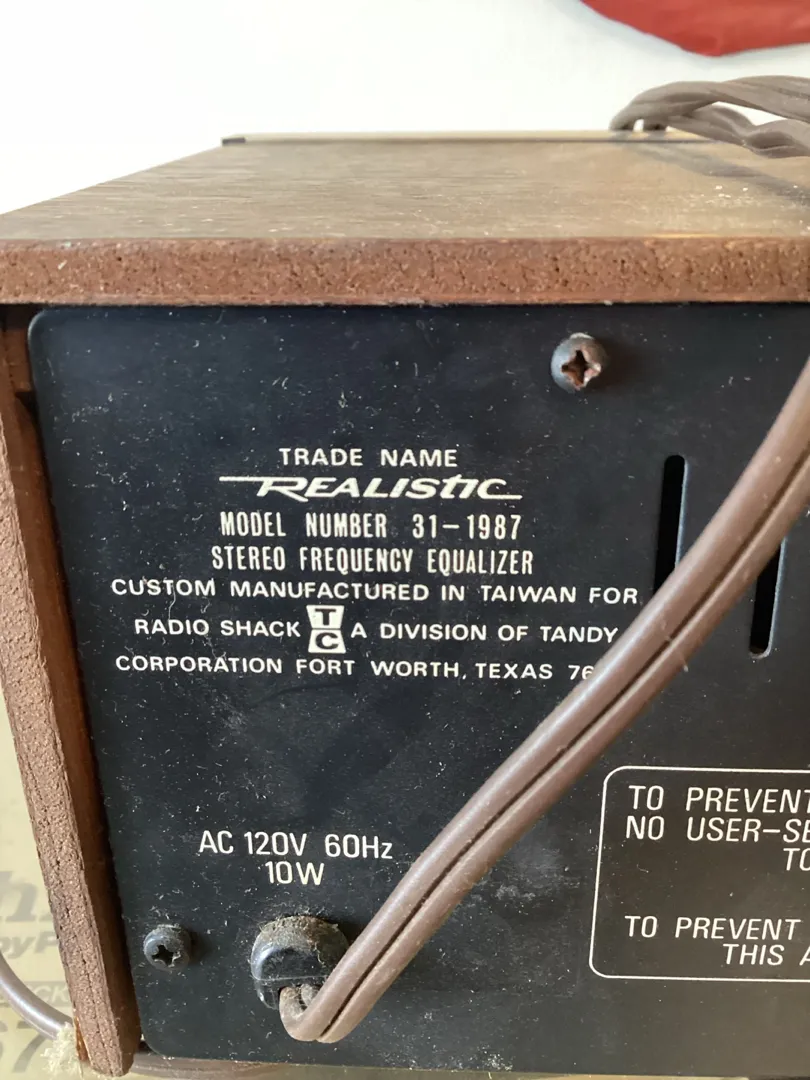 TRADE NAME
REALISTIC
MODEL NUMBER 31-1987
STEREO FREQUENCY EQUALIZER
CUSTOM MANUFACTURED IN TAIWAN FOR
RADIO SHACK TC A DIVISION OF TANDY
CORPORATION FORT WORTH, TEXAS 76
AC 120V 60Hz
10W
TO PREVENT
NO USER-SE
TO
TO PREVENT
THIS A